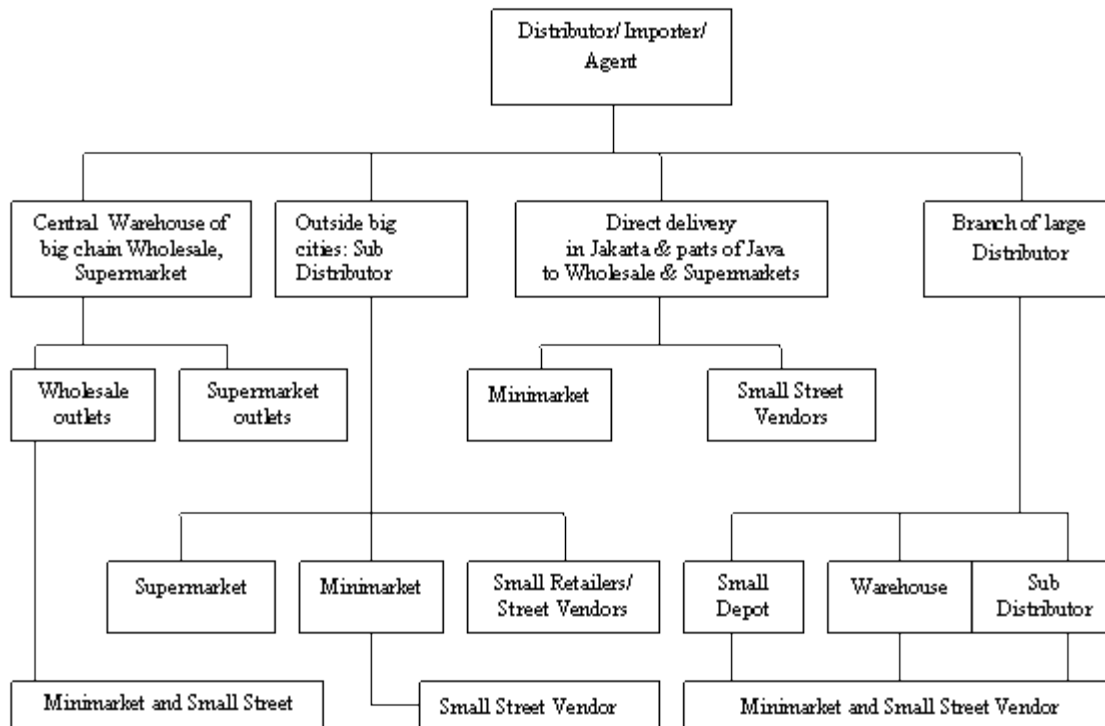 Distributor/ Importer/
Agent
Central Warehouse of
big chain Wholesale,
Supermarket
Outside big
cities: Sub
Distributor
Direct delivery
in Jakarta & parts of Java
to Wholesale & Supermarkets
Branch of large
Distributor
Wholesale
outlets
Supermarket
outlets
Minimarket
Small Street
Vendors
Supermarket
Minimarket
Small Retailers/
Street Vendors
Small
Depot
Warehouse
Sub
Distributor
Minimarket and Small Street
Small Street Vendor
Minimarket and Small Street Vendor